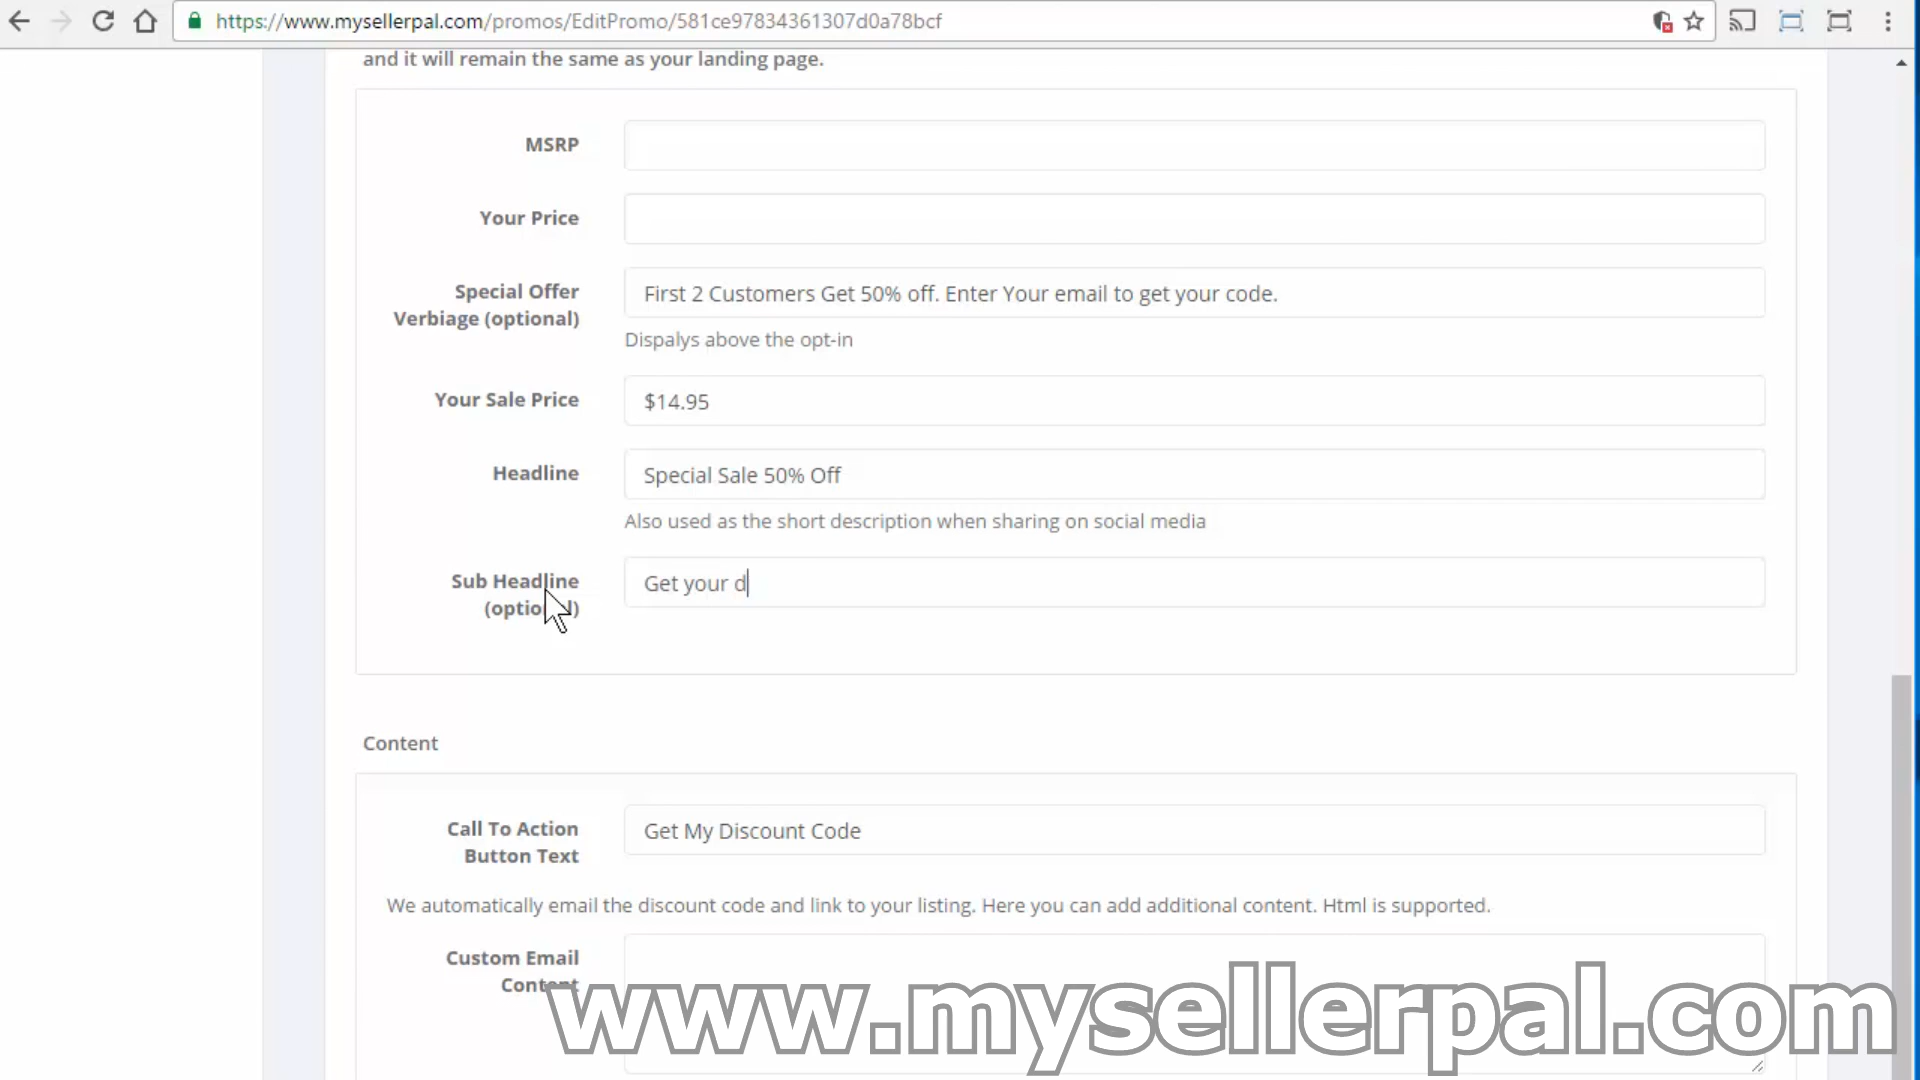 https://www.mysellerpal.com/promos/EditPromo/581ce97834361307d0a78bcf
and it will remain the same as your landing page.
MSRP
Your Price
Special Offer
Verbiage (optional)
First 2 Customers Get 50% off. Enter Your email to get your code.
Dispalys above the opt-in
Your Sale Price
$14.95
Headline
Special Sale 50% Off
Also used as the short description when sharing on social media
Sub Headline
(optional)
Get your d
Content
Call To Action
Button Text
Get My Discount Code
We automatically email the discount code and link to your listing. Here you can add additional content. Html is supported.
Custom Email
Content
www.mysellerpal.com